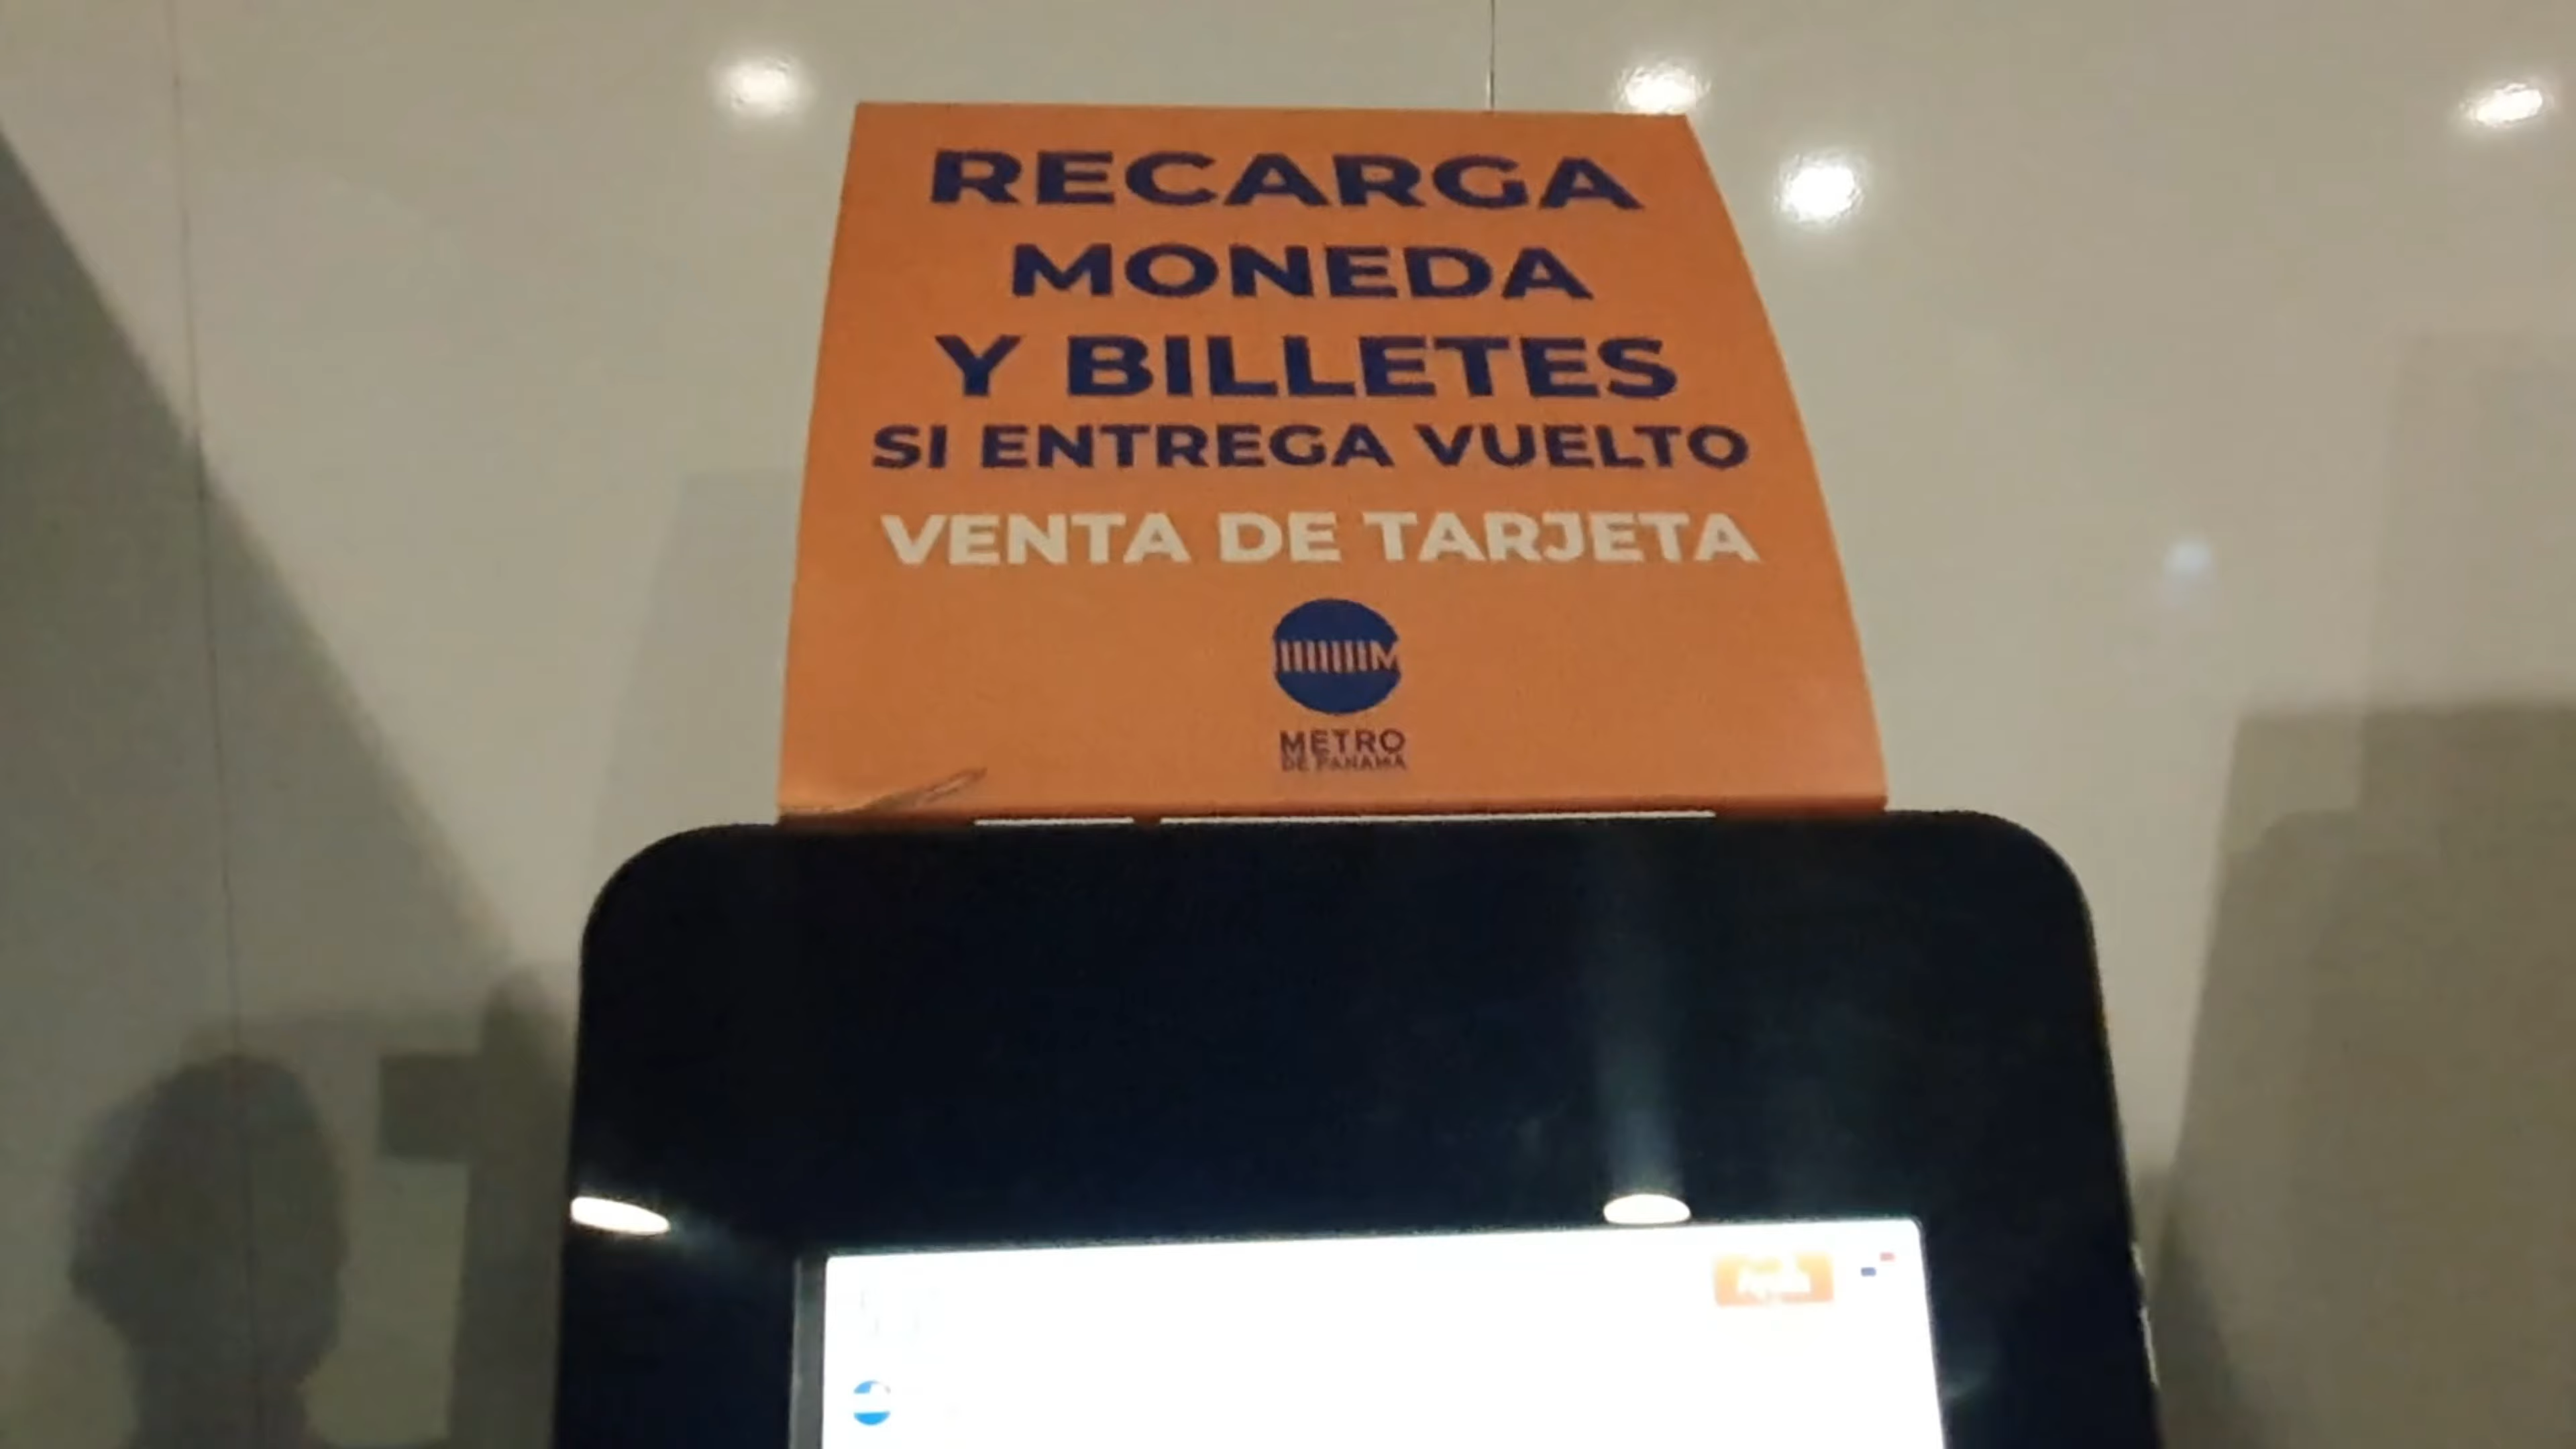 RECARGA
MONEDA
Y BILLETES
SI ENTREGA VUELTO
VENTA DE TARJETA
M
METRO
DE PANAMA